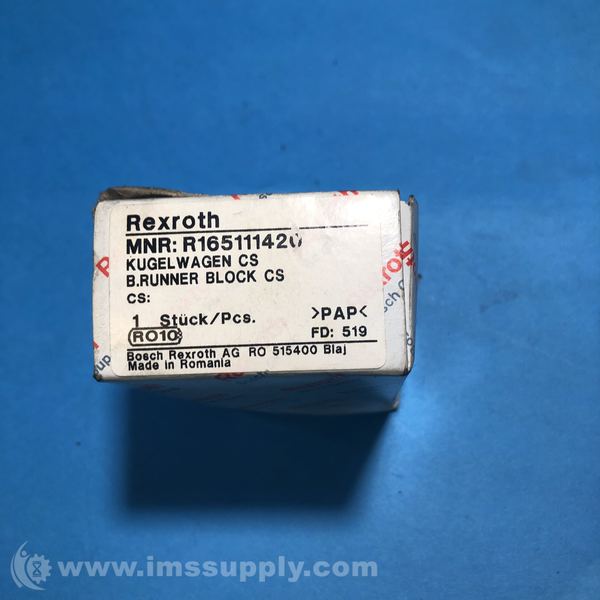 Rexroth
MNR: R165111420
KUGELWAGEN CS
B.RUNNER BLOCK CS
CS:
1 Stück/Pcs. >PAP<
RO10 FD: 519
Bosch Rexroth AG RO 515400 Blaj
Made in Romania
www.imssupply.com